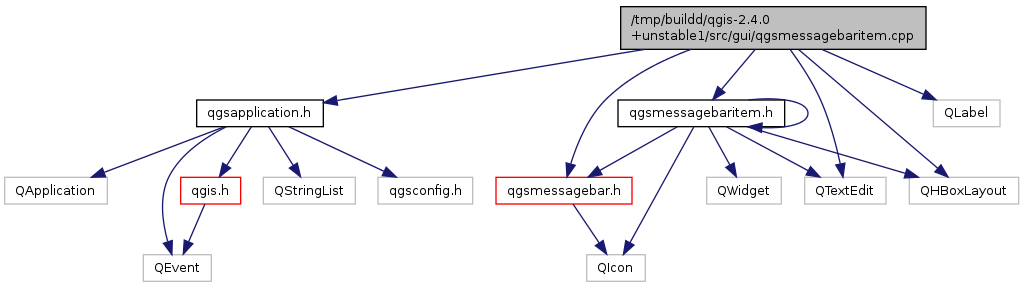 /tmp/buildd/qgis-2.4.0
+unstable1/src/gui/qgsmessagebaritem.cpp
qgsapplication.h
qgsmessagebaritem.h
QLabel
QApplication
qgis.h
QStringList
qgsconfig.h
qgsmessagebar.h
QWidget
QTextEdit
QHBoxLayout
QEvent
QIcon